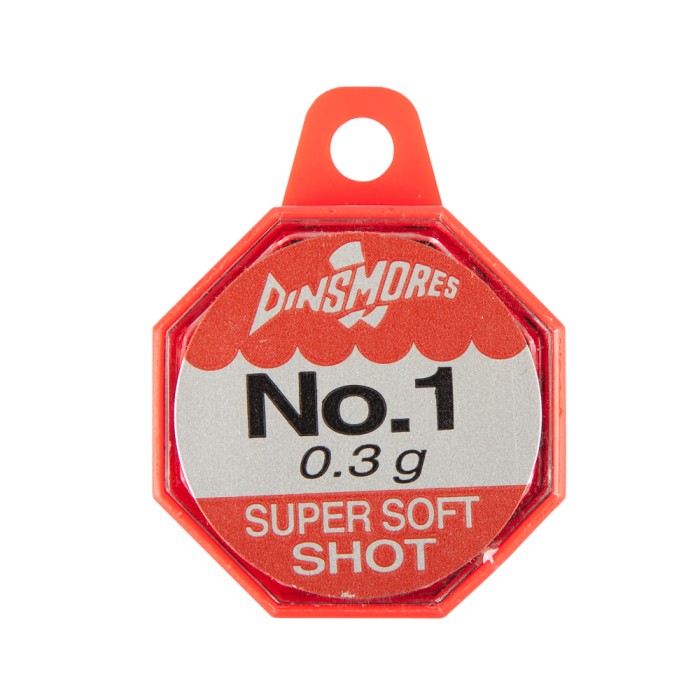 DINSMORES
No.1
0.3 g
SUPER SOFT
SHOT